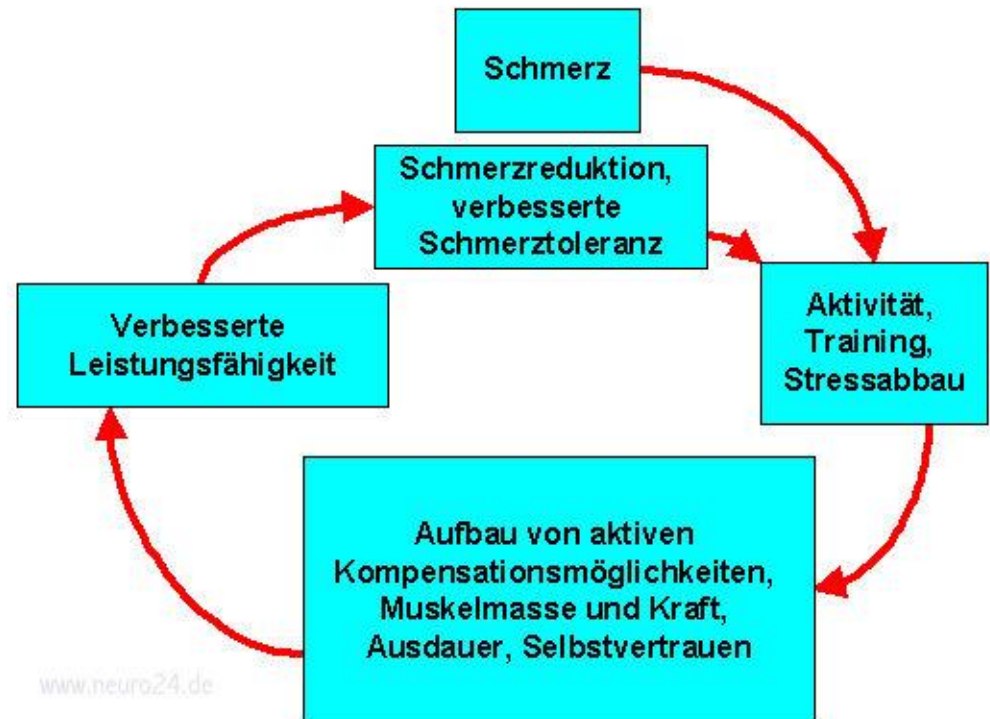 Schmerz
Schmerzreduktion,
verbesserte
Schmerztoleranz
Aktivität,
Training,
Stressabbau
Verbesserte
Leistungsfähigkeit
Aufbau von aktiven
Kompensationsmöglichkeiten,
Muskelmasse und Kraft,
Ausdauer, Selbstvertrauen
www.neuro24.de